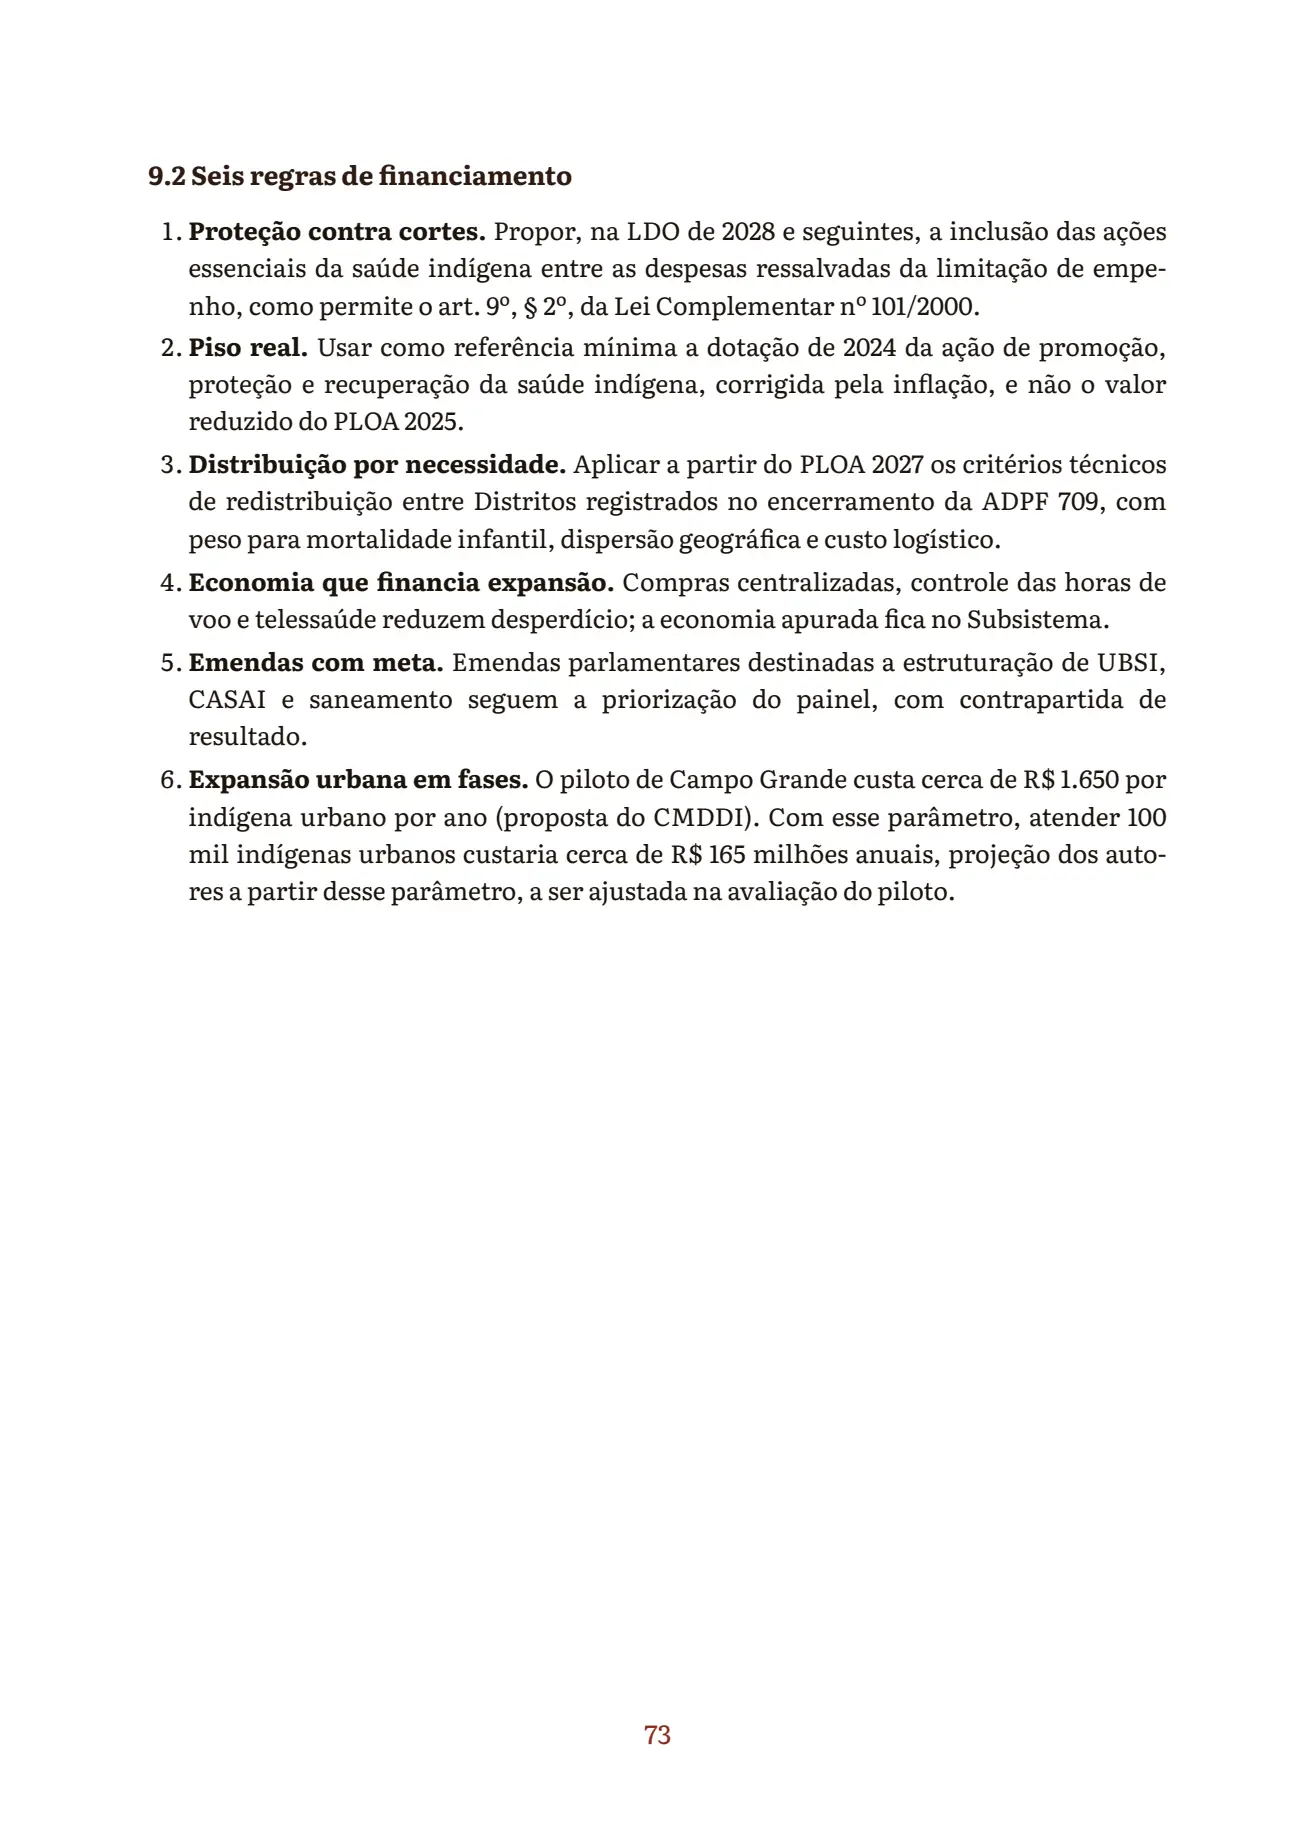 9.2 Seis regras de financiamento
1. Proteção contra cortes. Propor, na LDO de 2028 e seguintes, a inclusão das ações
essenciais da saúde indígena entre as despesas ressalvadas da limitação de empe-
nho, como permite o art. 9º, § 2º, da Lei Complementar nº 101/2000.
2. Piso real. Usar como referência mínima a dotação de 2024 da ação de promoção,
proteção e recuperação da saúde indígena, corrigida pela inflação, e não o valor
reduzido do PLOA 2025.
3. Distribuição por necessidade. Aplicar a partir do PLOA 2027 os critérios técnicos
de redistribuição entre Distritos registrados no encerramento da ADPF 709, com
peso para mortalidade infantil, dispersão geográfica e custo logístico.
4. Economia que financia expansão. Compras centralizadas, controle das horas de
voo e telessaúde reduzem desperdício; a economia apurada fica no Subsistema.
5. Emendas com meta. Emendas parlamentares destinadas a estruturação de UBSI,
CASAI e saneamento seguem a priorização do painel, com contrapartida de
resultado.
6. Expansão urbana em fases. O piloto de Campo Grande custa cerca de R$ 1.650 por
indígena urbano por ano (proposta do CMDDI). Com esse parâmetro, atender 100
mil indígenas urbanos custaria cerca de R$ 165 milhões anuais, projeção dos auto-
res a partir desse parâmetro, a ser ajustada na avaliação do piloto.
73